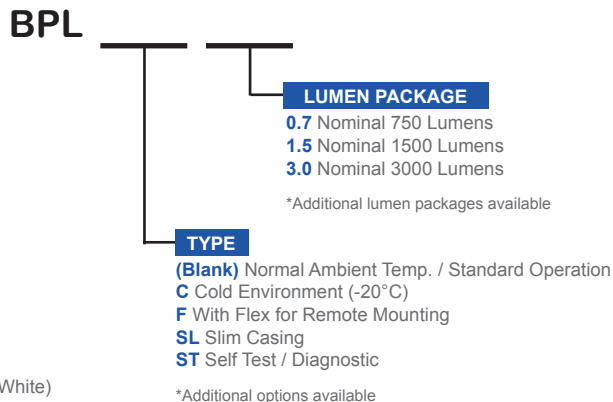 BPL
LUMEN PACKAGE
0.7 Nominal 750 Lumens
1.5 Nominal 1500 Lumens
3.0 Nominal 3000 Lumens
*Additional lumen packages available
TYPE
(Blank) Normal Ambient Temp. / Standard Operation
C Cold Environment (-20°C)
F With Flex for Remote Mounting
SL Slim Casing
ST Self Test / Diagnostic
White)
*Additional options available